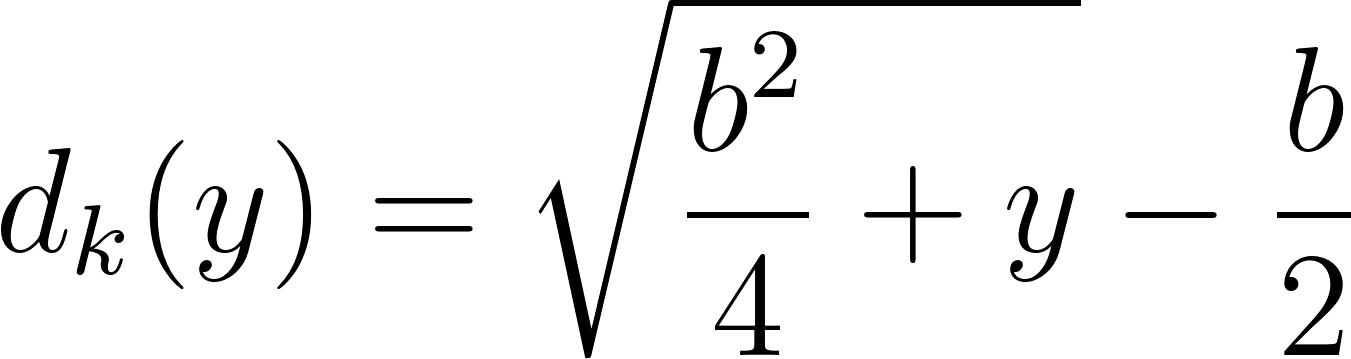 $d_k(y) = \sqrt{\frac{b^2}{4} + y} - \frac{b}{2}$